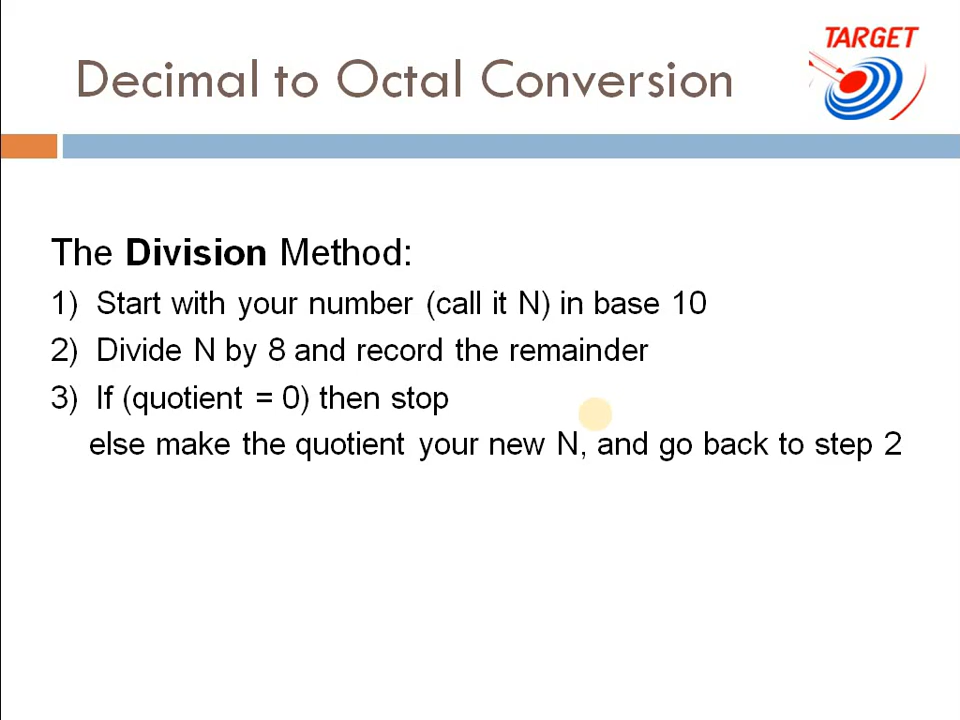 Decimal to Octal Conversion
TARGET
The Division Method:
1) Start with your number (call it N) in base 10
2) Divide N by 8 and record the remainder
3) If (quotient = 0) then stop
else make the quotient your new N, and go back to step 2